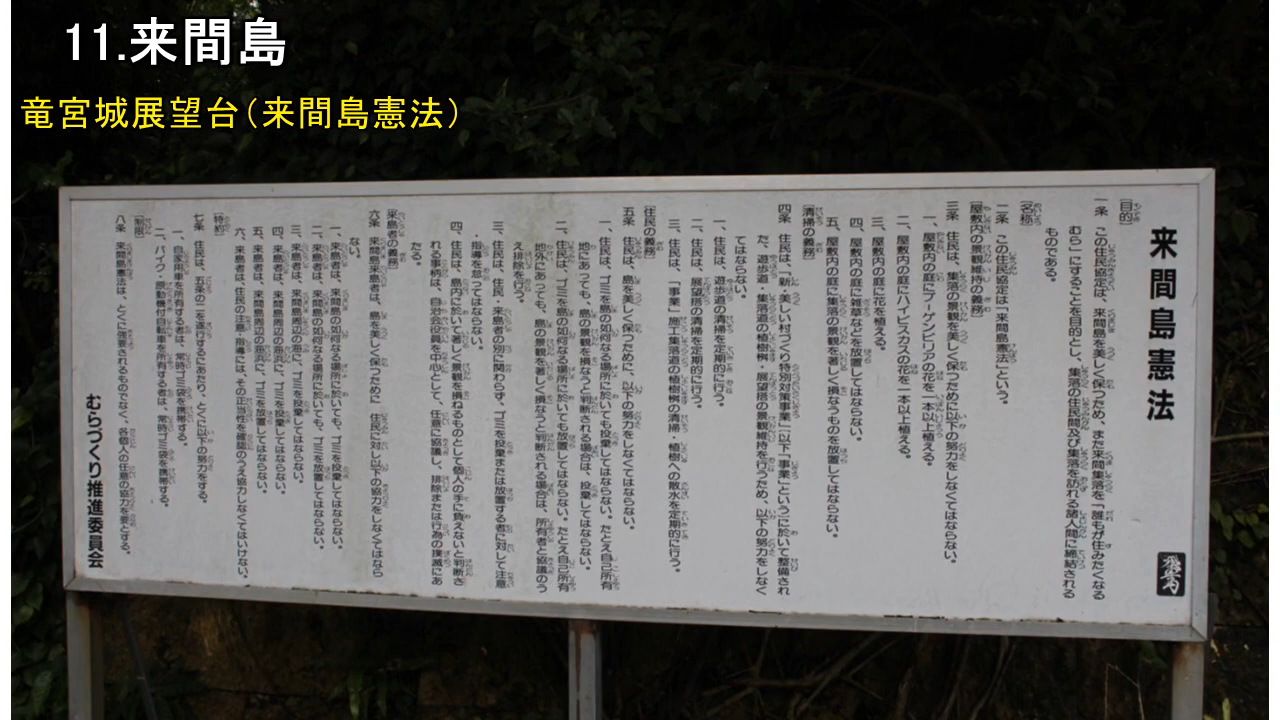 11.来間島
竜宮城展望台（来間島憲法）
来間島憲法
[目的]
一条 この住民協定は、来間島を美しく保つため、また来間集落を「誰もが住みたくなる
むら」にすることを目的とし、集落の住民間及び集落を訪れる諸人間に締結される
ものである。
[名称]
二条 この住民協定は「来間島憲法」という。
[屋敷内の景観維持の義務]
三条 住民は、集落の景観を美しく保つために以下の努力をしなくてはならない。
一、屋敷内の庭にブーゲンビリアの花を一本以上植える。
二、屋敷内の庭にハイビスカスの花を一本以上植える。
三、屋敷内の庭に花を植える。
四、屋敷内の庭に雑草などを放置してはならない。
五、屋敷内の庭に集落の景観を著しく損なうものを放置してはならない。
[清掃の義務]
四条 住民は、「新・美しい村づくり特別対策事業」（以下「事業」という）に於いて整備され
た、遊歩道・集落道の植樹桝・展望搭の景観維持を行うため、以下の努力をしなく
てはならない。
一、住民は、遊歩道の清掃を定期的に行う。
二、住民は、展望搭の清掃を定期的に行う。
三、住民は、「事業」施工集落道の植樹桝の清掃・植樹への散水を定期的に行う。
[住民の義務]
五条 住民は、島を美しく保つために、以下の努力をしなくてはならない。
一、住民は、ゴミを島の如何なる場所に於いても投棄してはならない。たとえ自己所有
地にあっても、島の景観を損なうと判断される場合は、投棄してはならない。
二、住民は、ゴミを島の如何なる場所に於いても放置してはならない。たとえ自己所有
地外にあっても、島の景観を著しく損なうと判断される場合は、所有者と協議のう
え排除を行う。
三、住民は、住民・来島者の別に関わらず、ゴミを投棄または放置する者に対して注意
・指導を怠ってはならない。
四、住民は、島内に於いて著しく景観を損ねるものとして個人の手に負えないと判断さ
れる事柄は、自治会役員を中心として、任意に協議し、排除または行為の撲滅にあ
たる。
[来島者の義務]
六条 来間島来島者は、島を美しく保つために 住民に対し以下の協力をしなくてはなら
ない。
一、来島者は、来間島の如何なる場所に於いても、ゴミを投棄してはならない。
二、来島者は、来間島の如何なる場所に於いても、ゴミを放置してはならない。
三、来島者は、来間島周辺の海浜に、ゴミを投棄してはならない。
四、来島者は、来間島周辺の海浜に、ゴミを投棄してはならない。
五、来島者は、来間島周辺の海浜に、ゴミを放置してはならない。
六、来島者は、住民の注意・指導には、その正当性を確認のうえ協力しなくてはいけない。
[特約]
七条 住民は、五条の二を遂行するにあたり、とくに以下の努力をする。
一、自家用車を所有する者は、常時ゴミ袋を携帯する。
二、バイク・原動機付自転車を所有する者は、常時ゴミ袋を携帯する。
[制限]
八条 来間島憲法は、とくに強要されるものでなく、各個人の任意の協力を要とする。
むらづくり推進委員会